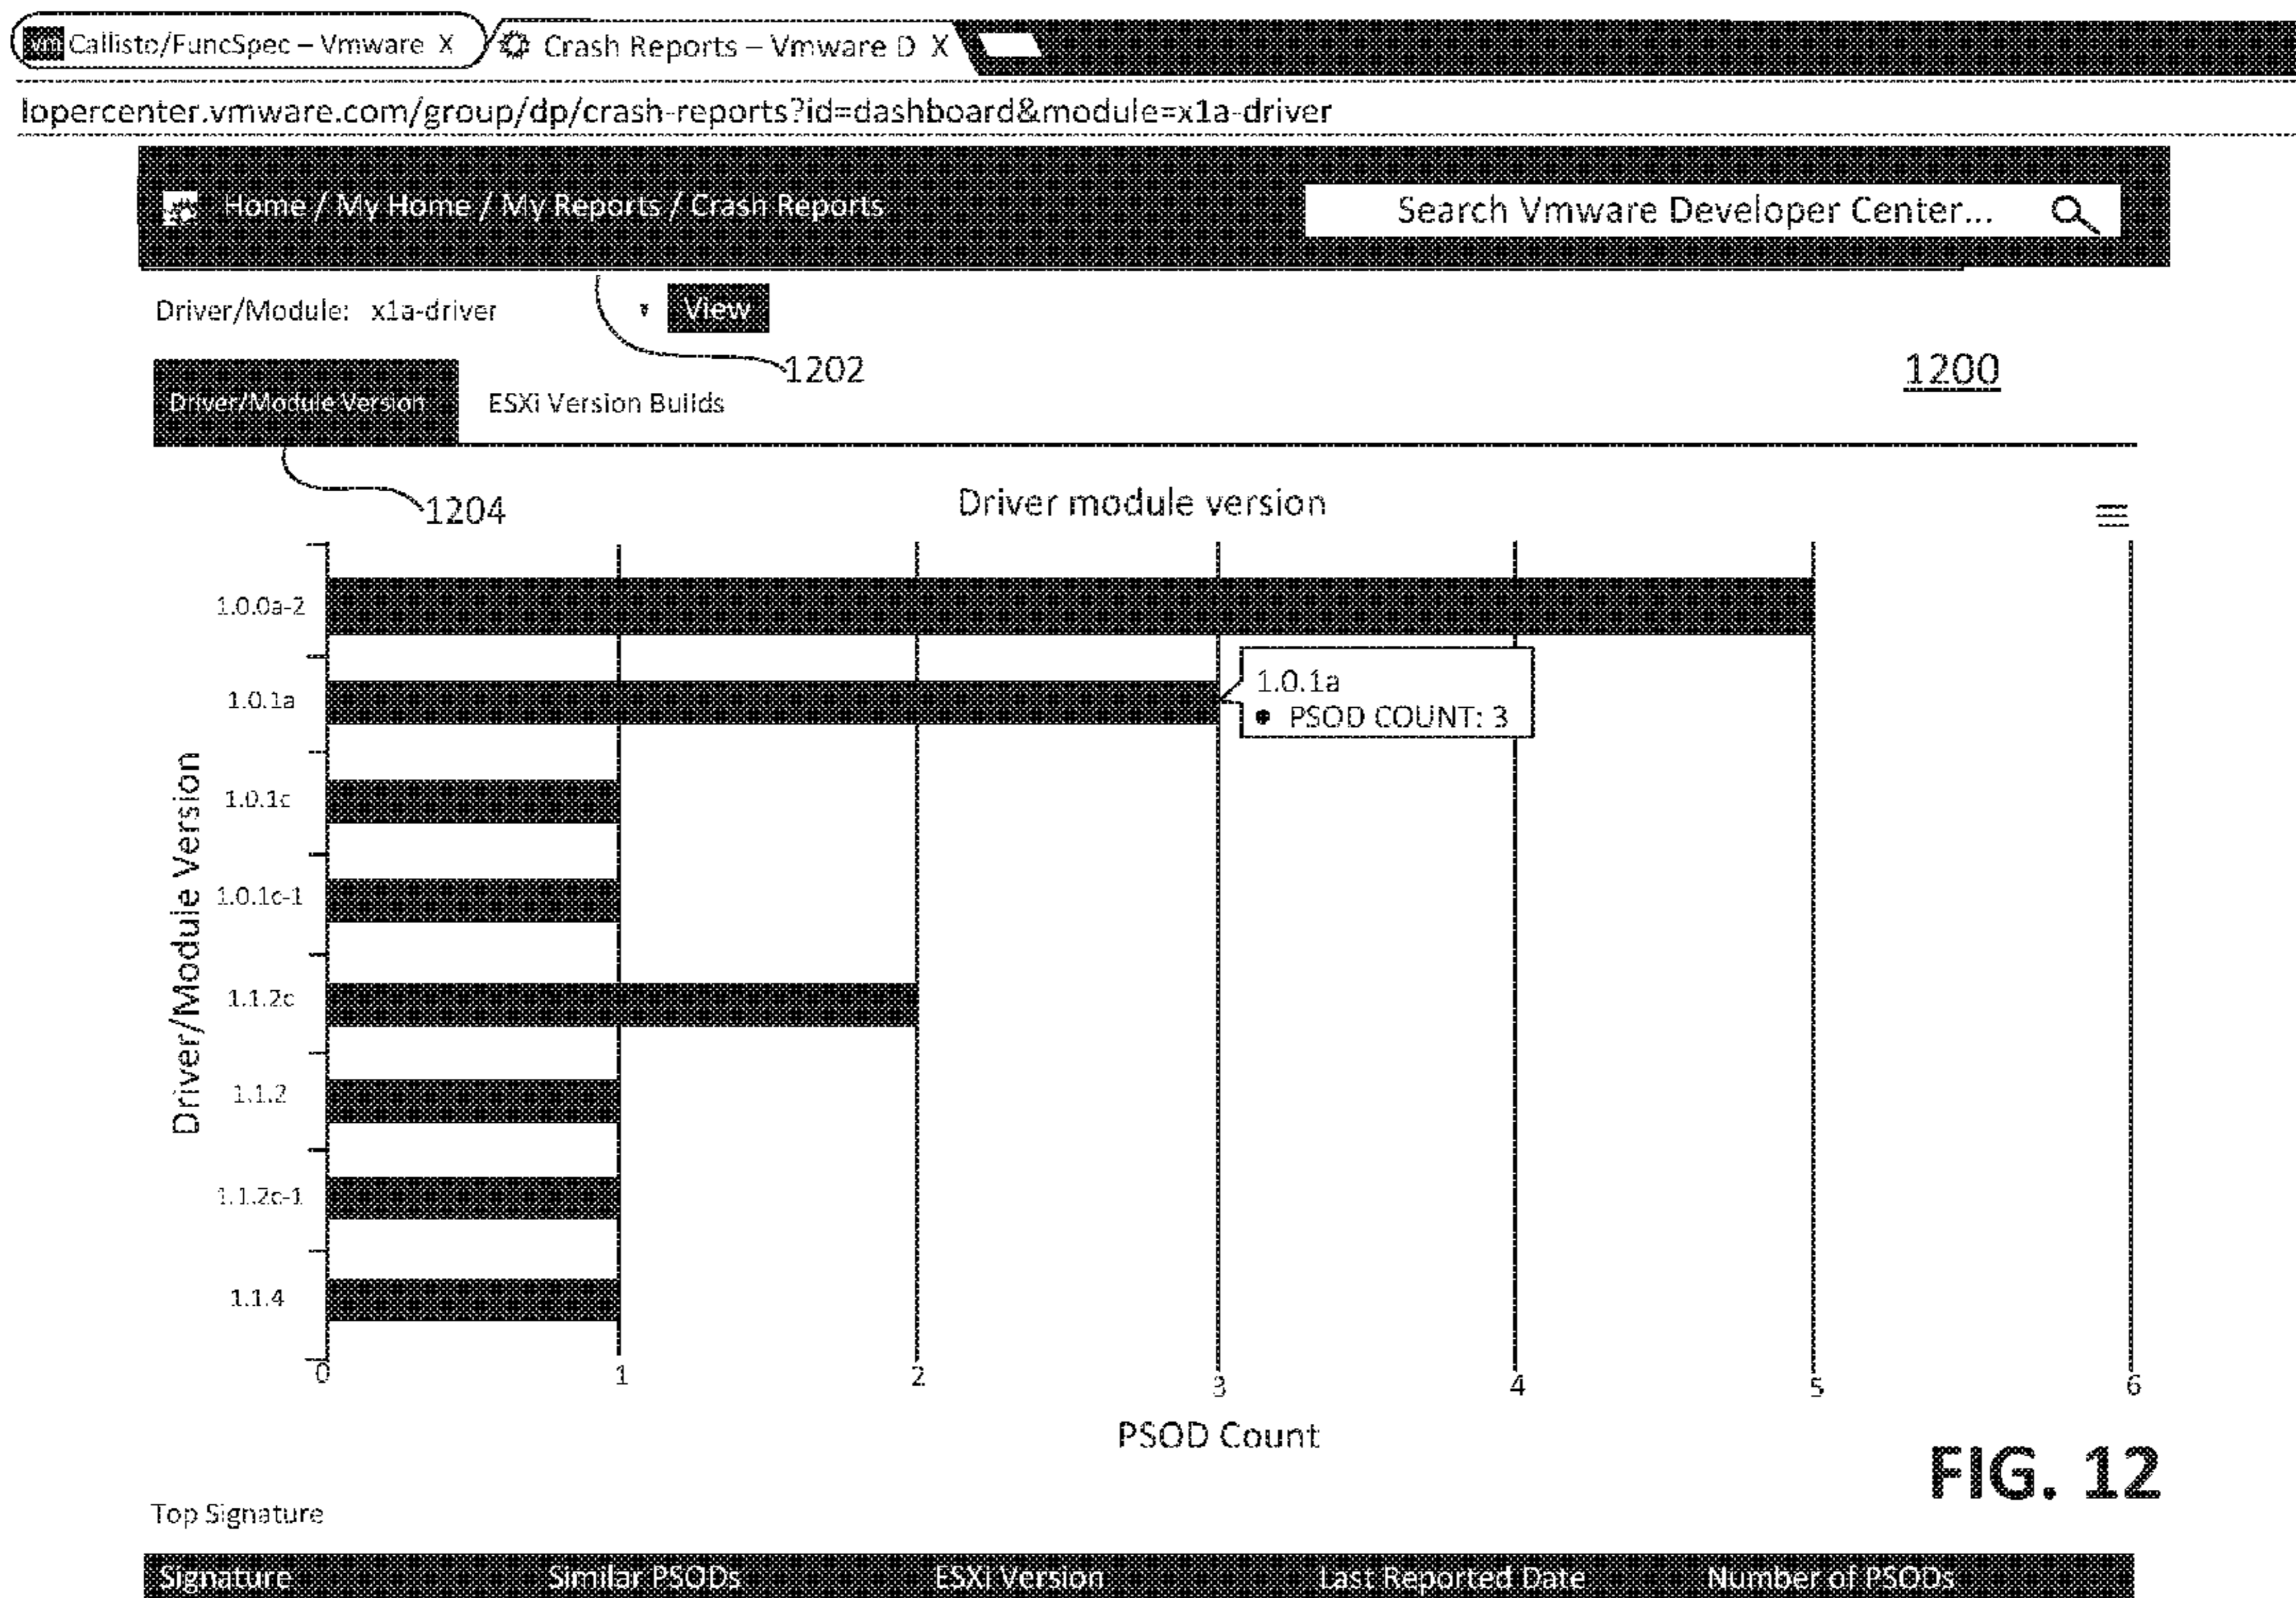 vm Callisto/FuncSpec – Vmware X
Crash Reports – Vmware D X
lopercenter.vmware.com/group/dp/crash-reports?id=dashboard&module=x1a-driver
Home / My Home / My Reports / Crash Reports
Search Vmware Developer Center...
Driver/Module: x1a-driver
View
1202
1200
Driver/Module Version
ESXi Version Builds
1204
Driver module version
Driver/Module Version
1.0.0a-2
1.0.1a
1.0.1a
• PSOD COUNT: 3
1.0.1c
1.0.1c-1
1.1.2c
1.1.2
1.1.2c-1
1.1.4
0 1 2 3 4 5 6
PSOD Count
FIG. 12
Top Signature
Signature Similar PSODs ESXi Version Last Reported Date Number of PSODs